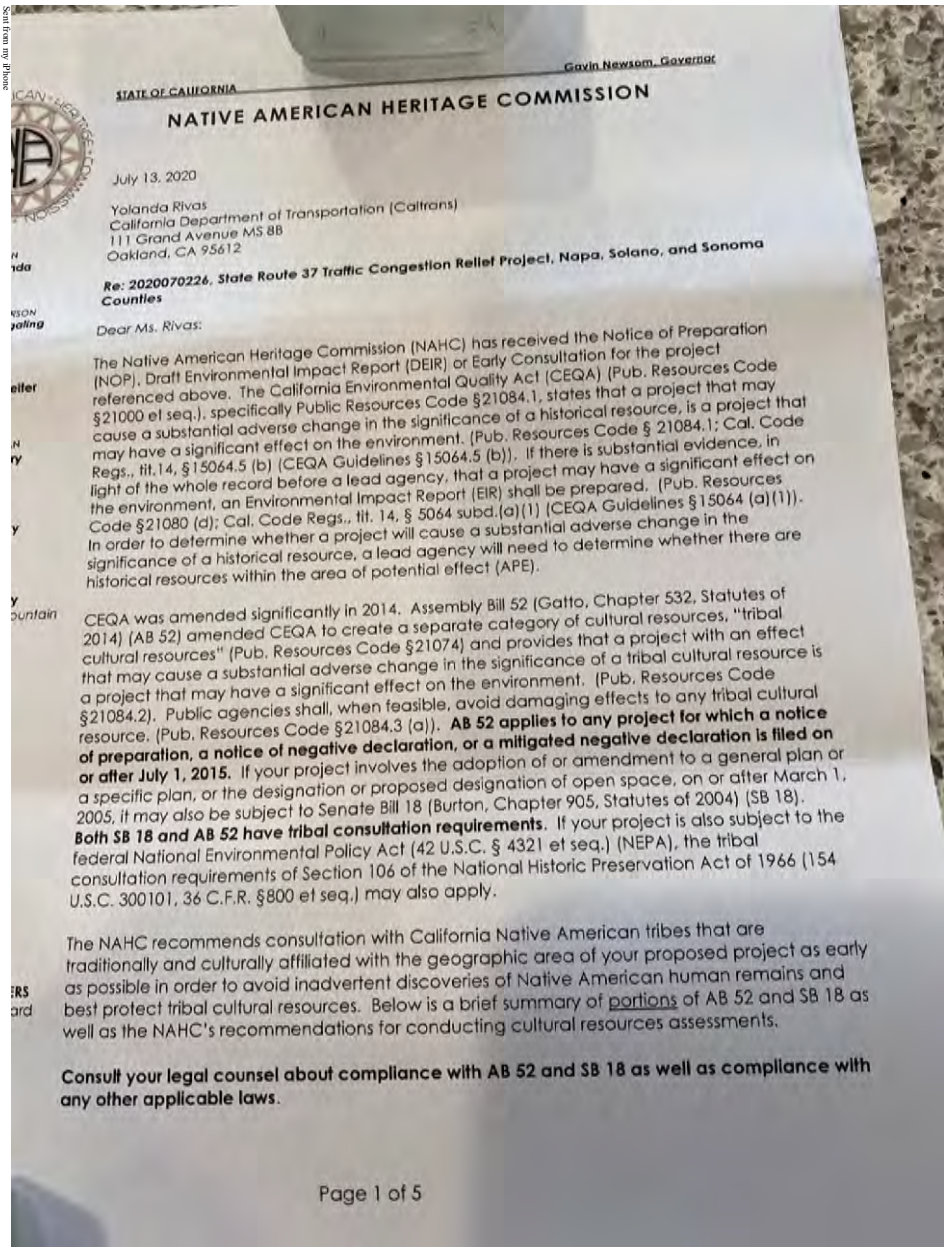 Sent from my iPhone
STATE OF CALIFORNIA
Gavin Newsom, Governor
NATIVE AMERICAN HERITAGE COMMISSION
July 13, 2020
Yolanda Rivas
California Department of Transportation (Caltrans)
111 Grand Avenue MS 8B
Oakland, CA 95612
Re: 2020070226, State Route 37 Traffic Congestion Relief Project, Napa, Solano, and Sonoma
Counties
Dear Ms. Rivas:
The Native American Heritage Commission (NAHC) has received the Notice of Preparation
(NOP), Draft Environmental Impact Report (DEIR) or Early Consultation for the project
referenced above. The California Environmental Quality Act (CEQA) (Pub. Resources Code
§21000 et seq.), specifically Public Resources Code §21084.1, states that a project that may
cause a substantial adverse change in the significance of a historical resource, is a project that
may have a significant effect on the environment. (Pub. Resources Code § 21084.1; Cal. Code
Regs., tit.14, §15064.5 (b) (CEQA Guidelines §15064.5 (b)). If there is substantial evidence, in
light of the whole record before a lead agency, that a project may have a significant effect on
the environment, an Environmental Impact Report (EIR) shall be prepared. (Pub. Resources
Code §21080 (d); Cal. Code Regs., tit. 14, § 5064 subd.(a)(1) (CEQA Guidelines §15064 (a)(1)).
In order to determine whether a project will cause a substantial adverse change in the
significance of a historical resource, a lead agency will need to determine whether there are
historical resources within the area of potential effect (APE).
CEQA was amended significantly in 2014. Assembly Bill 52 (Gatto, Chapter 532, Statutes of
2014) (AB 52) amended CEQA to create a separate category of cultural resources, "tribal
cultural resources" (Pub. Resources Code §21074) and provides that a project with an effect
that may cause a substantial adverse change in the significance of a tribal cultural resource is
a project that may have a significant effect on the environment. (Pub. Resources Code
§21084.2). Public agencies shall, when feasible, avoid damaging effects to any tribal cultural
resource. (Pub. Resources Code §21084.3 (a)). AB 52 applies to any project for which a notice
of preparation, a notice of negative declaration, or a mitigated negative declaration is filed on
or after July 1, 2015. If your project involves the adoption of or amendment to a general plan or
a specific plan, or the designation or proposed designation of open space, on or after March 1,
2005, it may also be subject to Senate Bill 18 (Burton, Chapter 905, Statutes of 2004) (SB 18).
Both SB 18 and AB 52 have tribal consultation requirements. If your project is also subject to the
federal National Environmental Policy Act (42 U.S.C. § 4321 et seq.) (NEPA), the tribal
consultation requirements of Section 106 of the National Historic Preservation Act of 1966 (154
U.S.C. 300101, 36 C.F.R. §800 et seq.) may also apply.
The NAHC recommends consultation with California Native American tribes that are
traditionally and culturally affiliated with the geographic area of your proposed project as early
as possible in order to avoid inadvertent discoveries of Native American human remains and
best protect tribal cultural resources. Below is a brief summary of portions of AB 52 and SB 18 as
well as the NAHC's recommendations for conducting cultural resources assessments.
Consult your legal counsel about compliance with AB 52 and SB 18 as well as compliance with
any other applicable laws.
Page 1 of 5